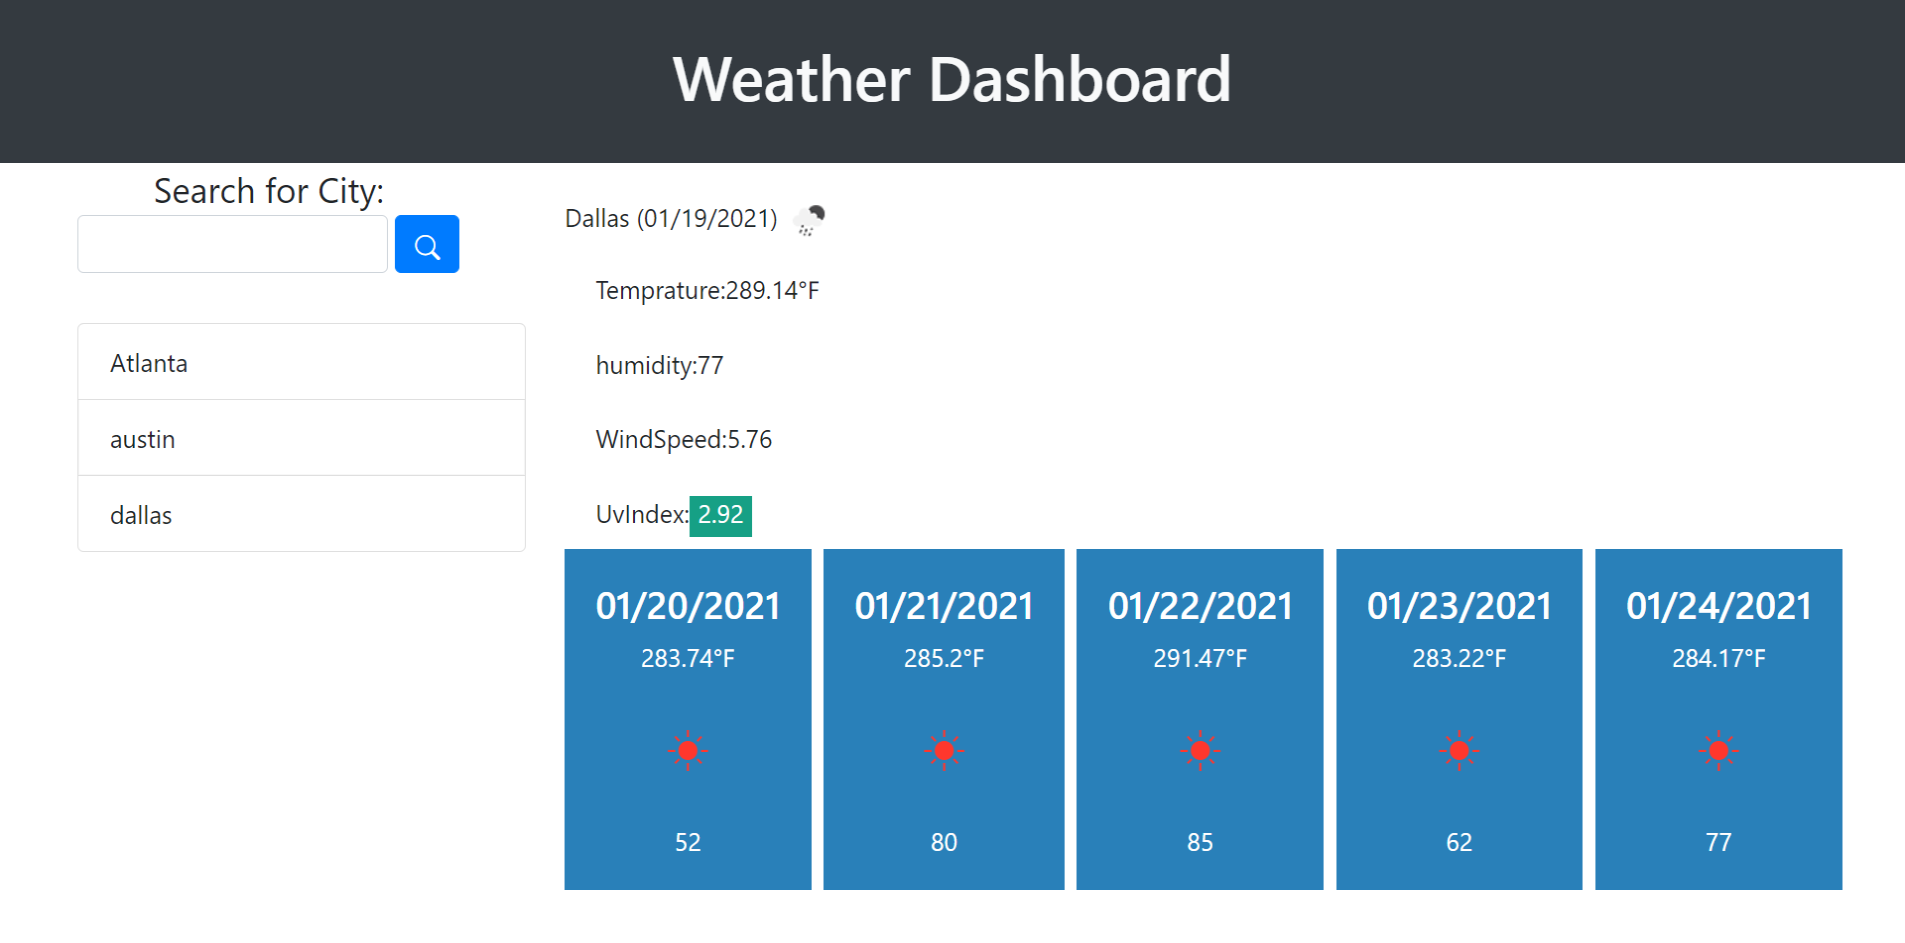 Weather Dashboard
Search for City:
Atlanta
austin
dallas
Dallas (01/19/2021)
Temprature:289.14°F
humidity:77
WindSpeed:5.76
UvIndex: 2.92
01/20/2021
283.74°F
52
01/21/2021
285.2°F
80
01/22/2021
291.47°F
85
01/23/2021
283.22°F
62
01/24/2021
284.17°F
77